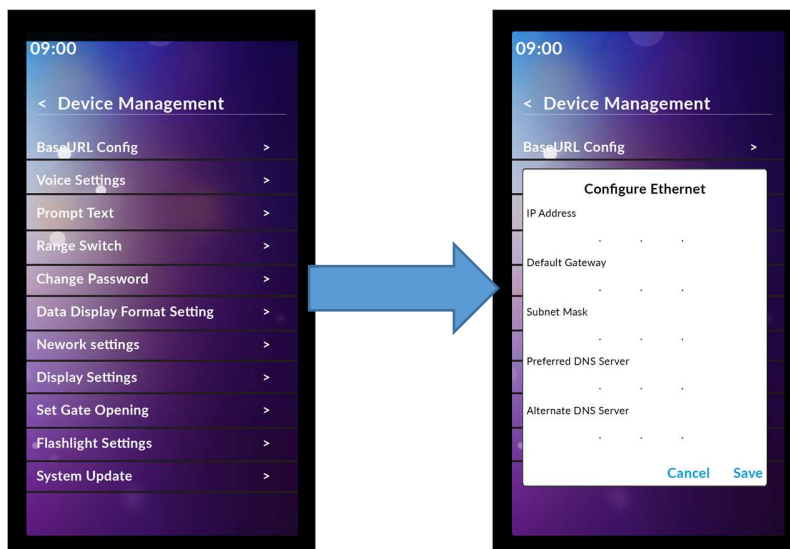 09:00
< Device Management
BaseURL Config >
Voice Settings >
Prompt Text >
Range Switch >
Change Password >
Data Display Format Setting >
Nework settings >
Display Settings >
Set Gate Opening >
Flashlight Settings >
System Update >
09:00
< Device Management
BaseURL Config >
Configure Ethernet
IP Address
. . .
Default Gateway
. . .
Subnet Mask
. . .
Preferred DNS Server
. . .
Alternate DNS Server
. . .
Cancel Save